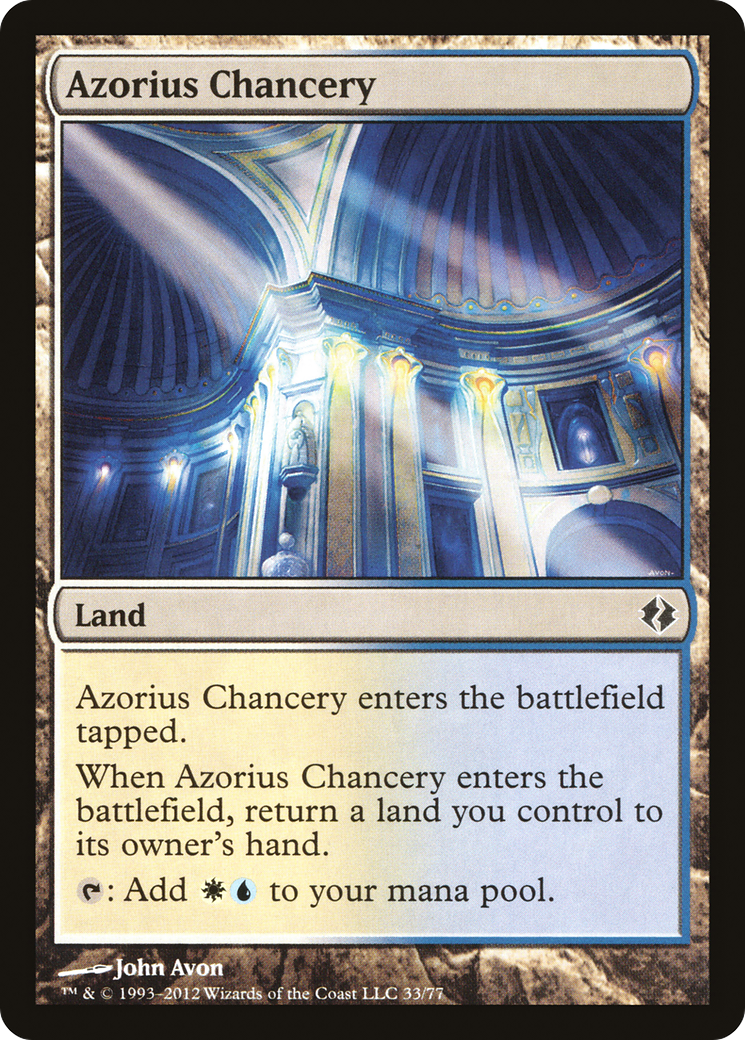 Azorius Chancery
AVON-
Land
Azorius Chancery enters the battlefield
tapped.
When Azorius Chancery enters the
battlefield, return a land you control to
its owner's hand.
: Add to your mana pool.
John Avon
™ & © 1993–2012 Wizards of the Coast LLC 33/77